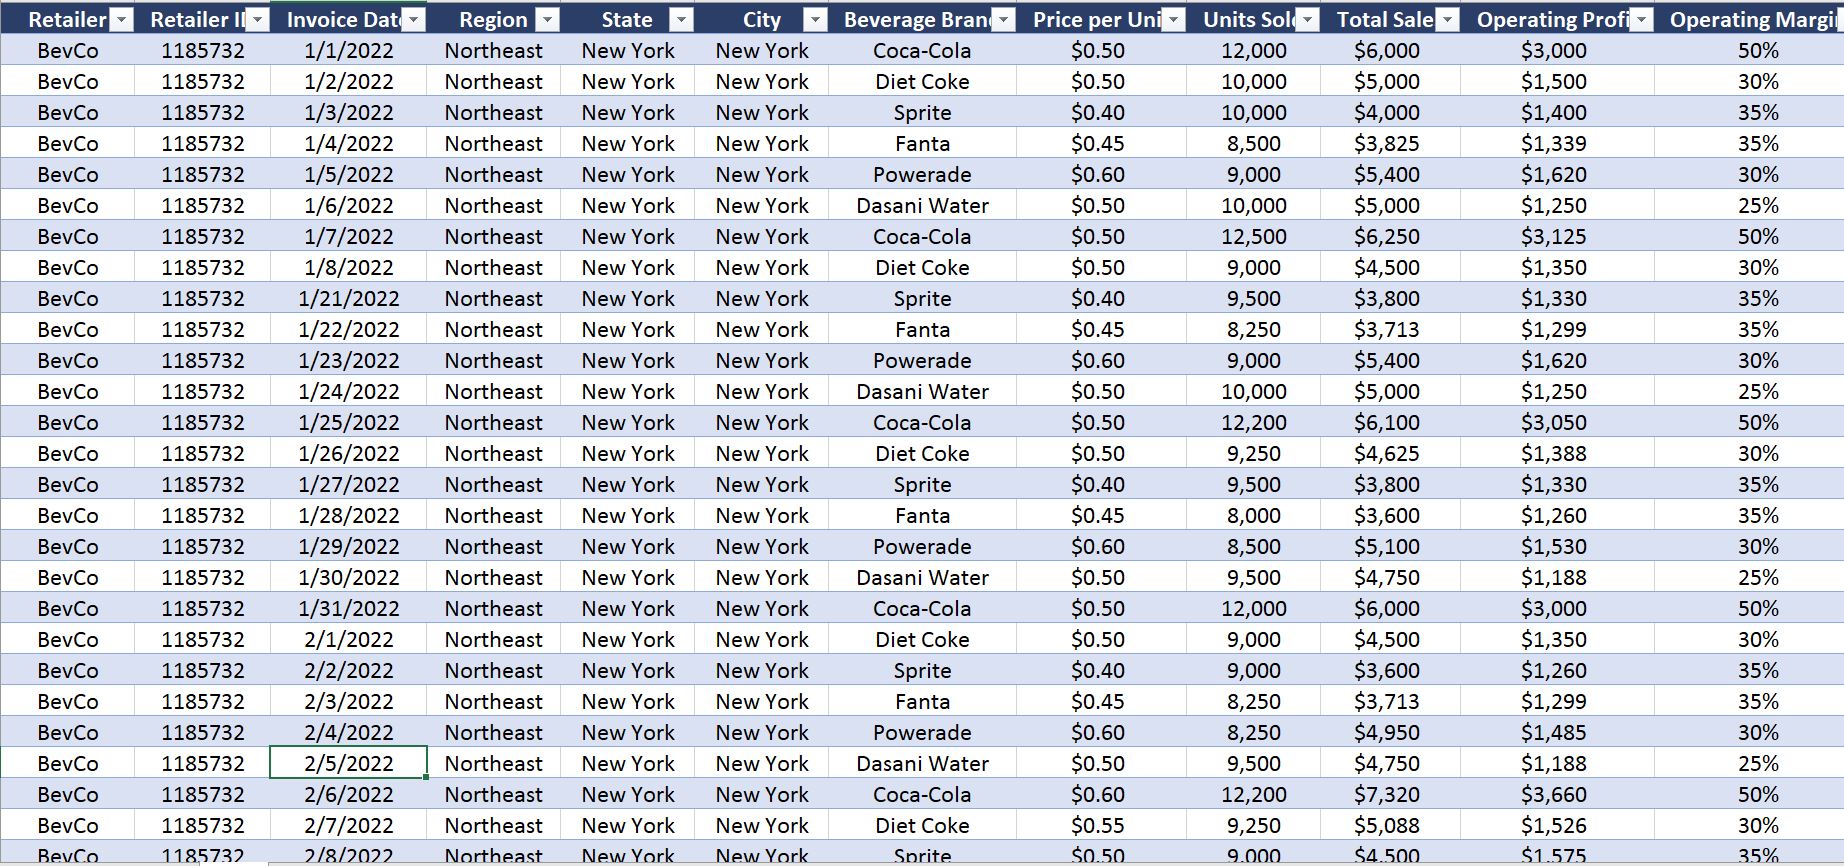 Retailer Retailer I Invoice Dat Region State City Beverage Bran Price per Uni Units Sol Total Sale Operating Profi Operating Margi
BevCo 1185732 1/1/2022 Northeast New York New York Coca-Cola $0.50 12,000 $6,000 $3,000 50%
BevCo 1185732 1/2/2022 Northeast New York New York Diet Coke $0.50 10,000 $5,000 $1,500 30%
BevCo 1185732 1/3/2022 Northeast New York New York Sprite $0.40 10,000 $4,000 $1,400 35%
BevCo 1185732 1/4/2022 Northeast New York New York Fanta $0.45 8,500 $3,825 $1,339 35%
BevCo 1185732 1/5/2022 Northeast New York New York Powerade $0.60 9,000 $5,400 $1,620 30%
BevCo 1185732 1/6/2022 Northeast New York New York Dasani Water $0.50 10,000 $5,000 $1,250 25%
BevCo 1185732 1/7/2022 Northeast New York New York Coca-Cola $0.50 12,500 $6,250 $3,125 50%
BevCo 1185732 1/8/2022 Northeast New York New York Diet Coke $0.50 9,000 $4,500 $1,350 30%
BevCo 1185732 1/21/2022 Northeast New York New York Sprite $0.40 9,500 $3,800 $1,330 35%
BevCo 1185732 1/22/2022 Northeast New York New York Fanta $0.45 8,250 $3,713 $1,299 35%
BevCo 1185732 1/23/2022 Northeast New York New York Powerade $0.60 9,000 $5,400 $1,620 30%
BevCo 1185732 1/24/2022 Northeast New York New York Dasani Water $0.50 10,000 $5,000 $1,250 25%
BevCo 1185732 1/25/2022 Northeast New York New York Coca-Cola $0.50 12,200 $6,100 $3,050 50%
BevCo 1185732 1/26/2022 Northeast New York New York Diet Coke $0.50 9,250 $4,625 $1,388 30%
BevCo 1185732 1/27/2022 Northeast New York New York Sprite $0.40 9,500 $3,800 $1,330 35%
BevCo 1185732 1/28/2022 Northeast New York New York Fanta $0.45 8,000 $3,600 $1,260 35%
BevCo 1185732 1/29/2022 Northeast New York New York Powerade $0.60 8,500 $5,100 $1,530 30%
BevCo 1185732 1/30/2022 Northeast New York New York Dasani Water $0.50 9,500 $4,750 $1,188 25%
BevCo 1185732 1/31/2022 Northeast New York New York Coca-Cola $0.50 12,000 $6,000 $3,000 50%
BevCo 1185732 2/1/2022 Northeast New York New York Diet Coke $0.50 9,000 $4,500 $1,350 30%
BevCo 1185732 2/2/2022 Northeast New York New York Sprite $0.40 9,000 $3,600 $1,260 35%
BevCo 1185732 2/3/2022 Northeast New York New York Fanta $0.45 8,250 $3,713 $1,299 35%
BevCo 1185732 2/4/2022 Northeast New York New York Powerade $0.60 8,250 $4,950 $1,485 30%
BevCo 1185732 2/5/2022 Northeast New York New York Dasani Water $0.50 9,500 $4,750 $1,188 25%
BevCo 1185732 2/6/2022 Northeast New York New York Coca-Cola $0.60 12,200 $7,320 $3,660 50%
BevCo 1185732 2/7/2022 Northeast New York New York Diet Coke $0.55 9,250 $5,088 $1,526 30%
BevCo 1185732 2/8/2022 Northeast New York New York Sprite $0.50 9,000 $4,500 $1,575 35%